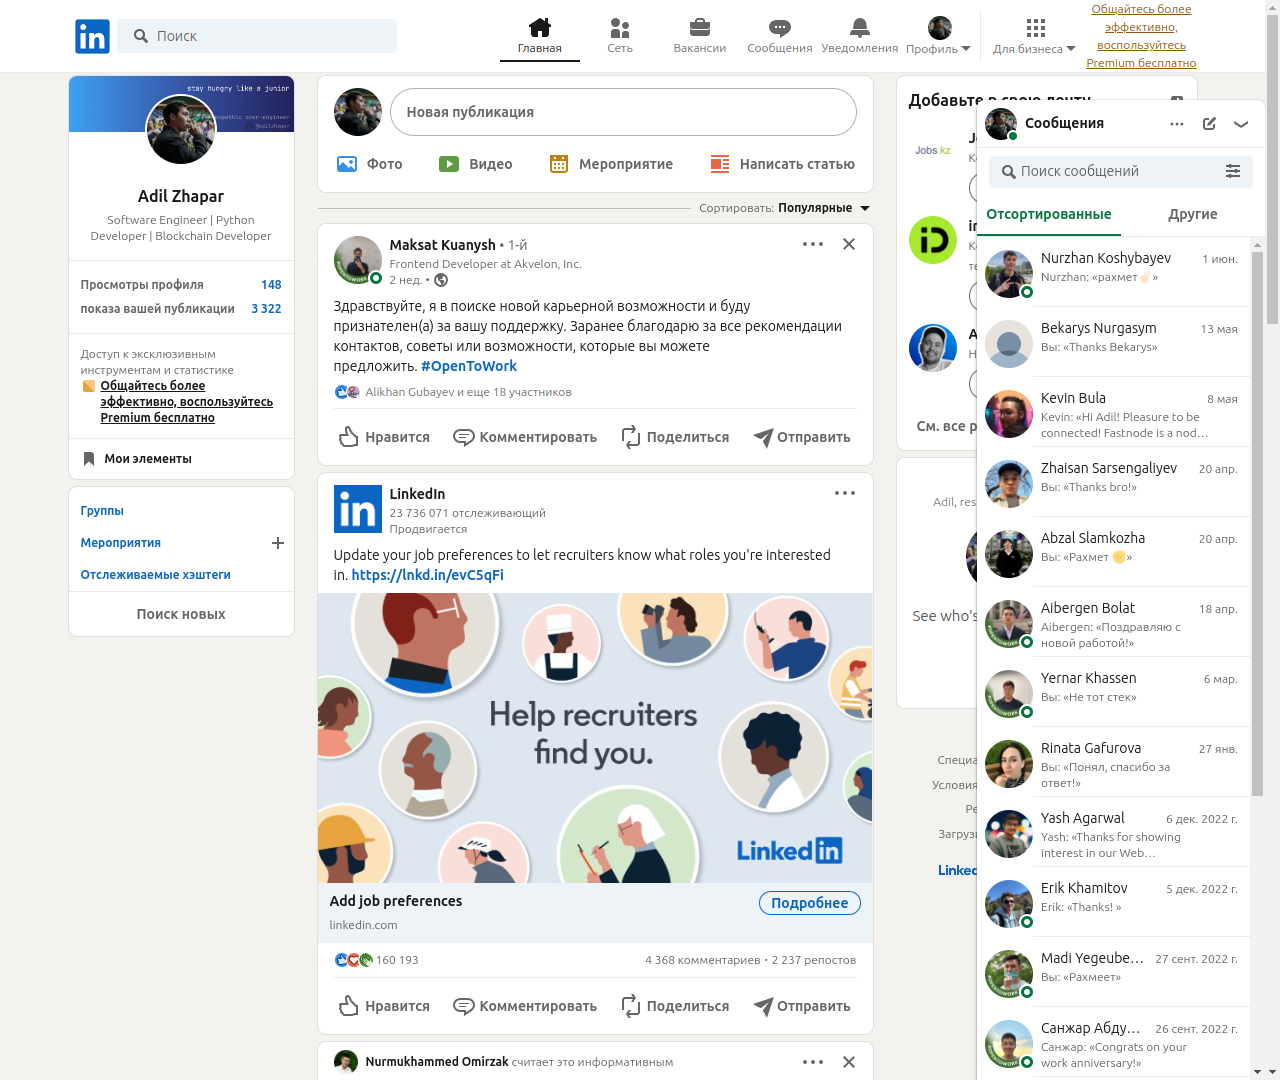 in
Поиск
Главная
Сеть
Вакансии
Сообщения
Уведомления
Профиль
Для бизнеса
Общайтесь более
эффективно,
воспользуйтесь
Premium бесплатно
stay hungry like a junior
Adil Zhapar
Software Engineer | Python
Developer | Blockchain Developer
Просмотры профиля 148
показа вашей публикации 3 322
Доступ к эксклюзивным
инструментам и статистике
Общайтесь более
эффективно, воспользуйтесь
Premium бесплатно
Мои элементы
Группы
Мероприятия
Отслеживаемые хэштеги
Поиск новых
Новая публикация
Фото
Видео
Мероприятие
Написать статью
Сортировать: Популярные
Maksat Kuanysh • 1-й
Frontend Developer at Akvelon, Inc.
2 нед. •
Здравствуйте, я в поиске новой карьерной возможности и буду
признателен(а) за вашу поддержку. Заранее благодарю за все рекомендации
контактов, советы или возможности, которые вы можете
предложить. #OpenToWork
Alikhan Gubayev и еще 18 участников
Нравится
Комментировать
Поделиться
Отправить
in
LinkedIn
23 736 071 отслеживающий
Продвигается
Update your job preferences to let recruiters know what roles you're interested
in. https://lnkd.in/evC5qFi
Help recruiters
find you.
Linked in
Add job preferences
linkedin.com
Подробнее
160 193
4 368 комментариев • 2 237 репостов
Нравится
Комментировать
Поделиться
Отправить
Nurmukhammed Omirzak считает это информативным
Добавьте в свою ленту
Jobs.kz
См. все
Adil,
See who's
Условия
Linked
Сообщения
Поиск сообщений
Отсортированные
Другие
Nurzhan Koshybayev 1 июн.
Nurzhan: «рахмет✌🏻»
Bekarys Nurgasym 13 мая
Вы: «Thanks Bekarys»
Kevin Bula 8 мая
Kevin: «Hi Adil! Pleasure to be
connected! Fastnode is a nod…
Zhaisan Sarsengaliyev 20 апр.
Вы: «Thanks bro!»
Abzal Slamkozha 20 апр.
Вы: «Рахмет ✊»
Aibergen Bolat 18 апр.
Aibergen: «Поздравляю с
новой работой!»
Yernar Khassen 6 мар.
Вы: «Не тот стек»
Rinata Gafurova 27 янв.
Вы: «Понял, спасибо за
ответ!»
Yash Agarwal 6 дек. 2022 г.
Yash: «Thanks for showing
interest in our Web…
Erik Khamitov 5 дек. 2022 г.
Erik: «Thanks! »
Madi Yegeube… 27 сент. 2022 г.
Вы: «Рахмеет»
Санжар Абду… 26 сент. 2022 г.
Санжар: «Congrats on your
work anniversary!»